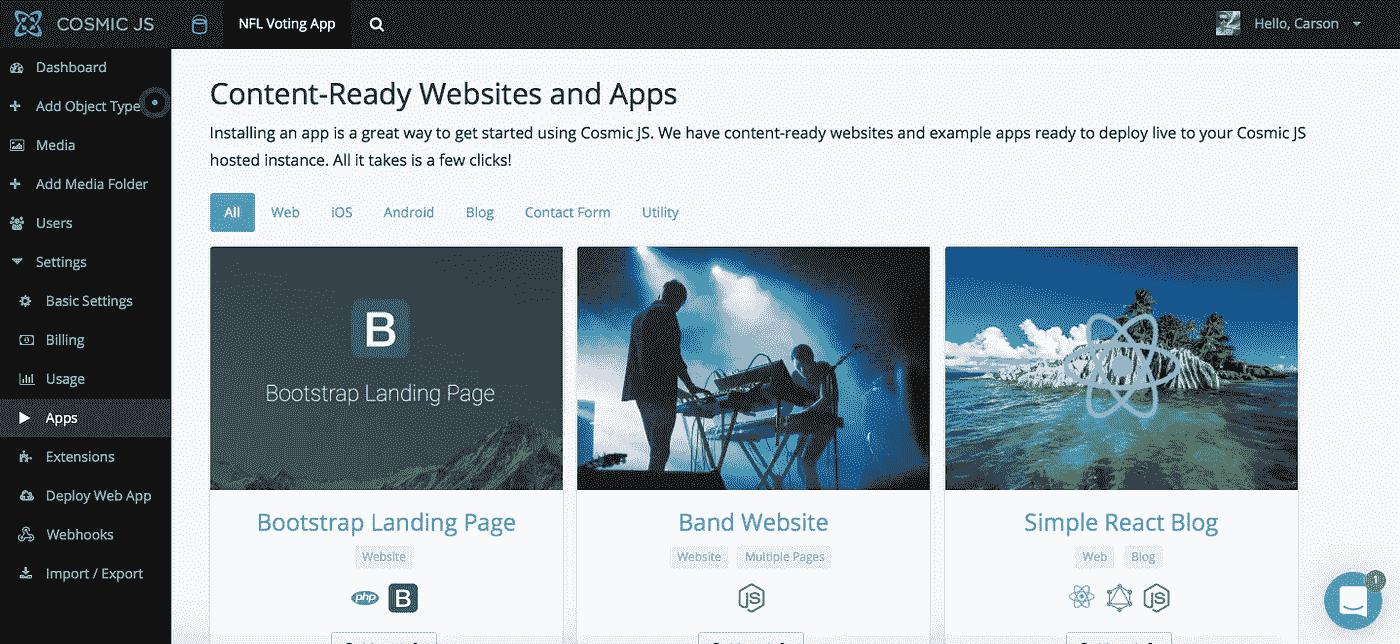 COSMIC JS
NFL Voting App
Hello, Carson
Dashboard
Add Object Type
Media
Add Media Folder
Users
Settings
Basic Settings
Billing
Usage
Apps
Extensions
Deploy Web App
Webhooks
Import / Export
Content-Ready Websites and Apps
Installing an app is a great way to get started using Cosmic JS. We have content-ready websites and example apps ready to deploy live to your Cosmic JS
hosted instance. All it takes is a few clicks!
All Web iOS Android Blog Contact Form Utility
B
Bootstrap Landing Page
Bootstrap Landing Page
Website
php B
Band Website
Website Multiple Pages
JS
Simple React Blog
Web Blog
JS
1